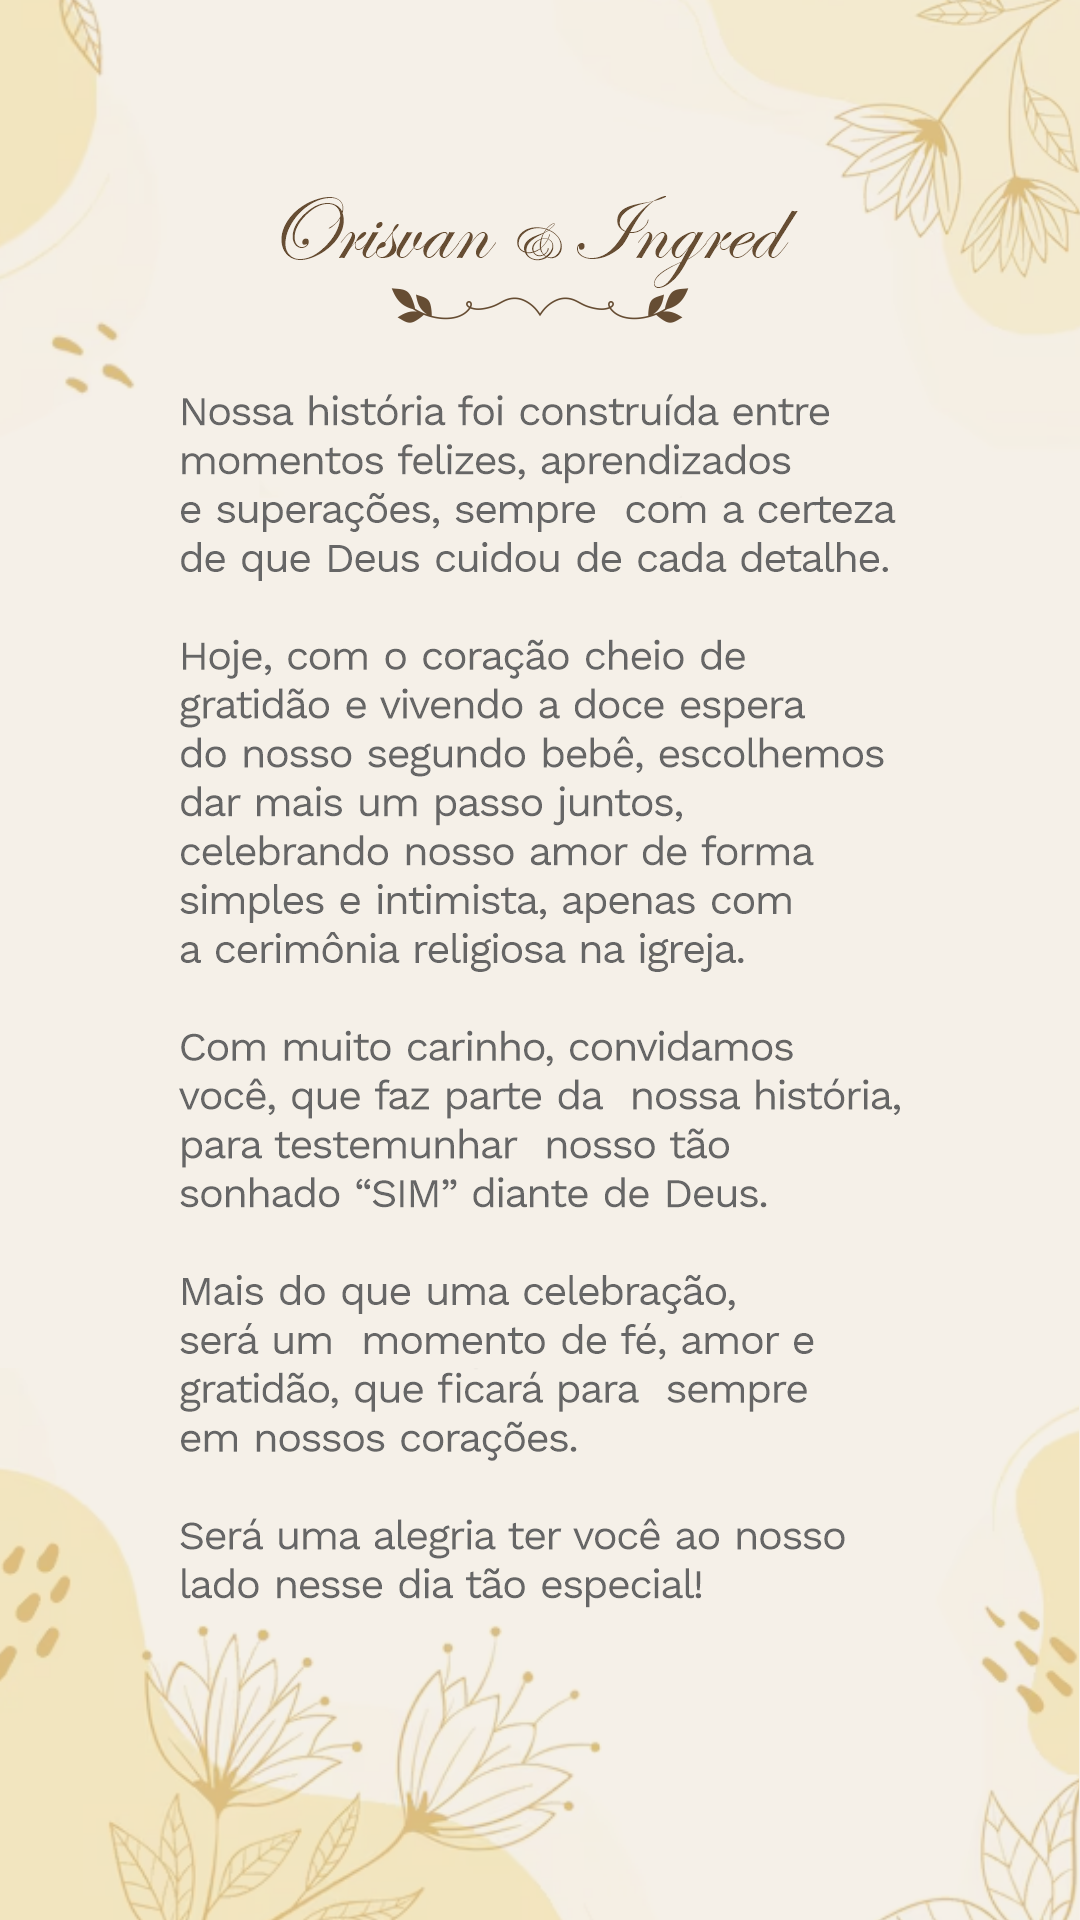 Orisvan & Ingred
Nossa história foi construída entre
momentos felizes, aprendizados
e superações, sempre  com a certeza
de que Deus cuidou de cada detalhe.
Hoje, com o coração cheio de
gratidão e vivendo a doce espera
do nosso segundo bebê, escolhemos
dar mais um passo juntos,
celebrando nosso amor de forma
simples e intimista, apenas com
a cerimônia religiosa na igreja.
Com muito carinho, convidamos
você, que faz parte da  nossa história,
para testemunhar  nosso tão
sonhado “SIM” diante de Deus.
Mais do que uma celebração,
será um  momento de fé, amor e
gratidão, que ficará para  sempre
em nossos corações.
Será uma alegria ter você ao nosso
lado nesse dia tão especial!